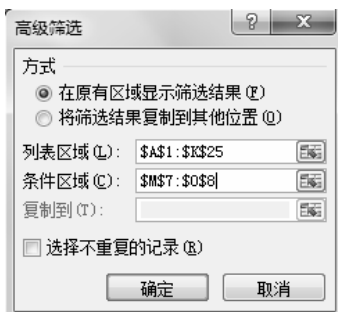 高级筛选
方式
在原有区域显示筛选结果(F)
将筛选结果复制到其他位置(O)
列表区域(L): $A$1:$K$25
条件区域(C): $M$7:$O$8
复制到(T):
选择不重复的记录(R)
确定 取消